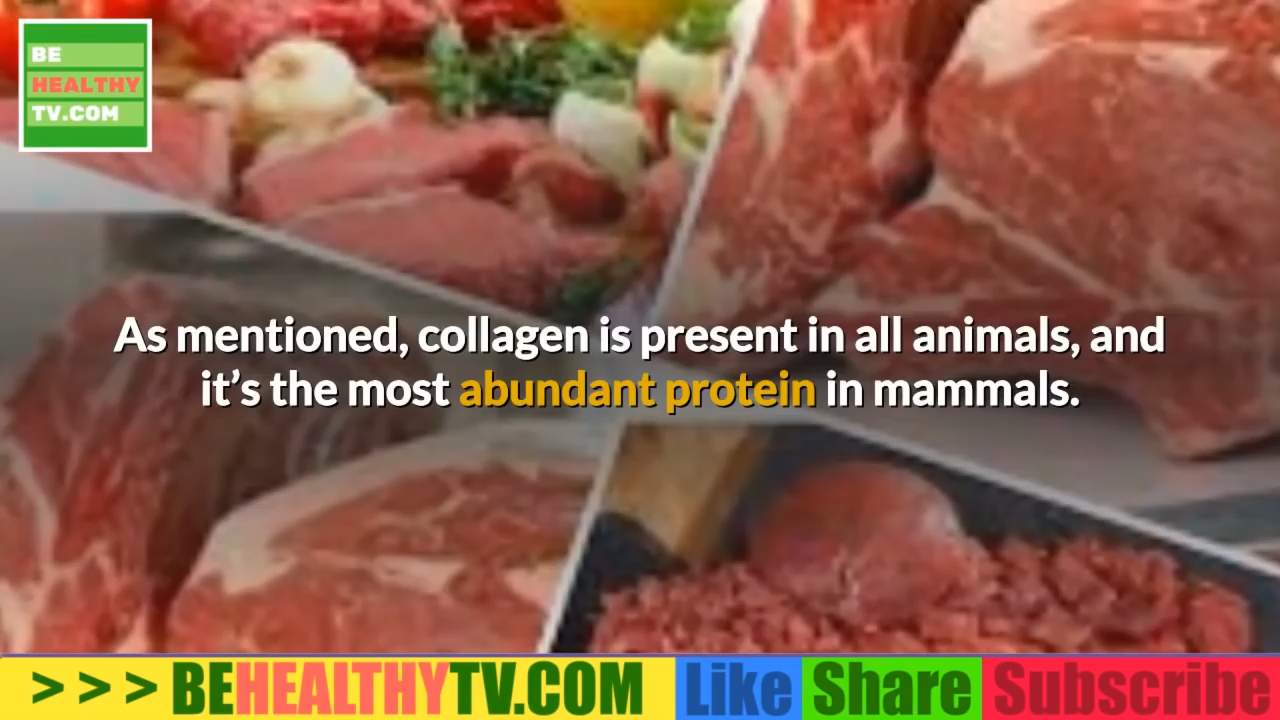 BE
HEALTHY
TV.COM
As mentioned, collagen is present in all animals, and
it’s the most abundant protein in mammals.
> > > BEHEALTHYTV.COM Like Share Subscribe